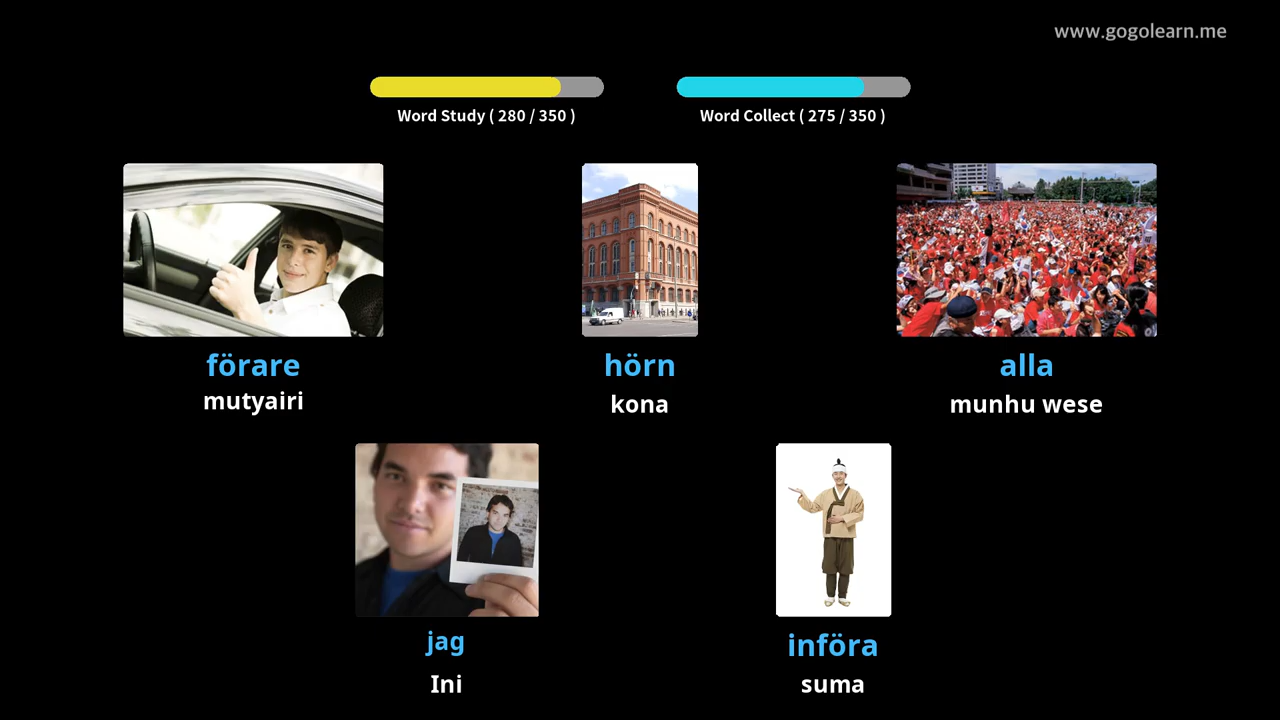 www.gogolearn.me
Word Study ( 280 / 350 )
Word Collect ( 275 / 350 )
förare
mutyairi
hörn
kona
alla
munhu wese
jag
Ini
införa
suma